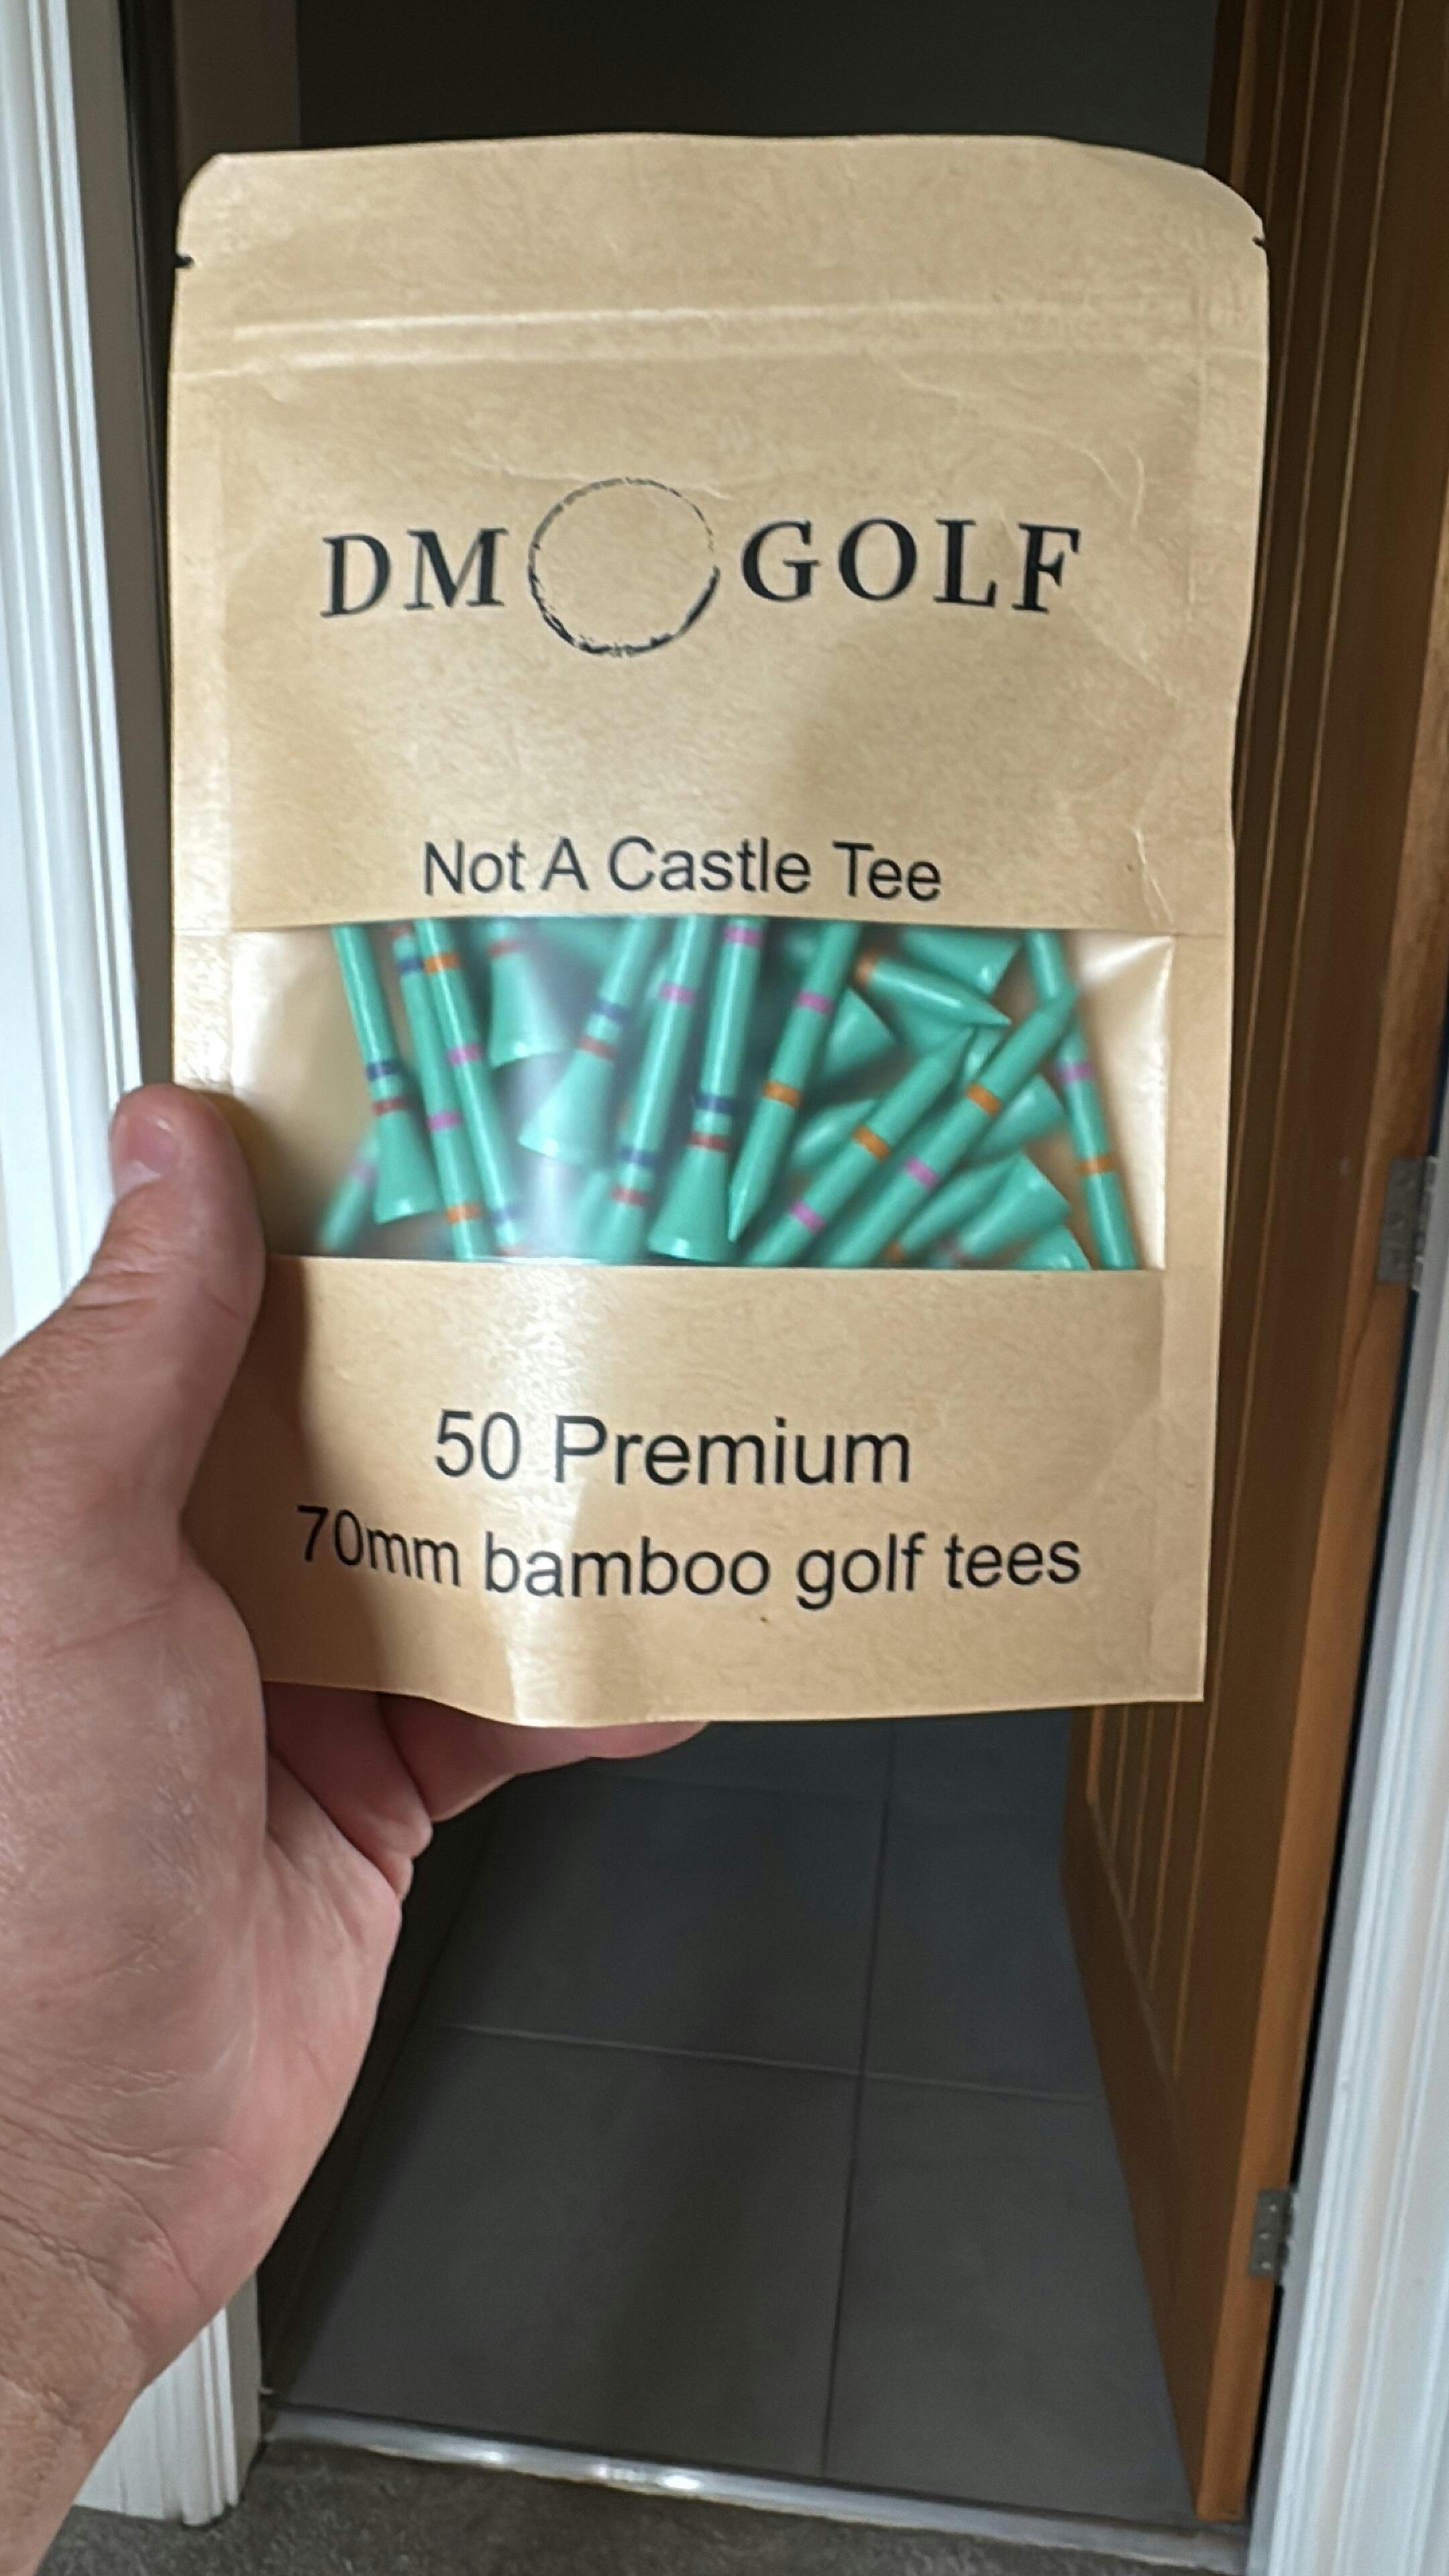 DM GOLF
Not A Castle Tee
50 Premium
70mm bamboo golf tees